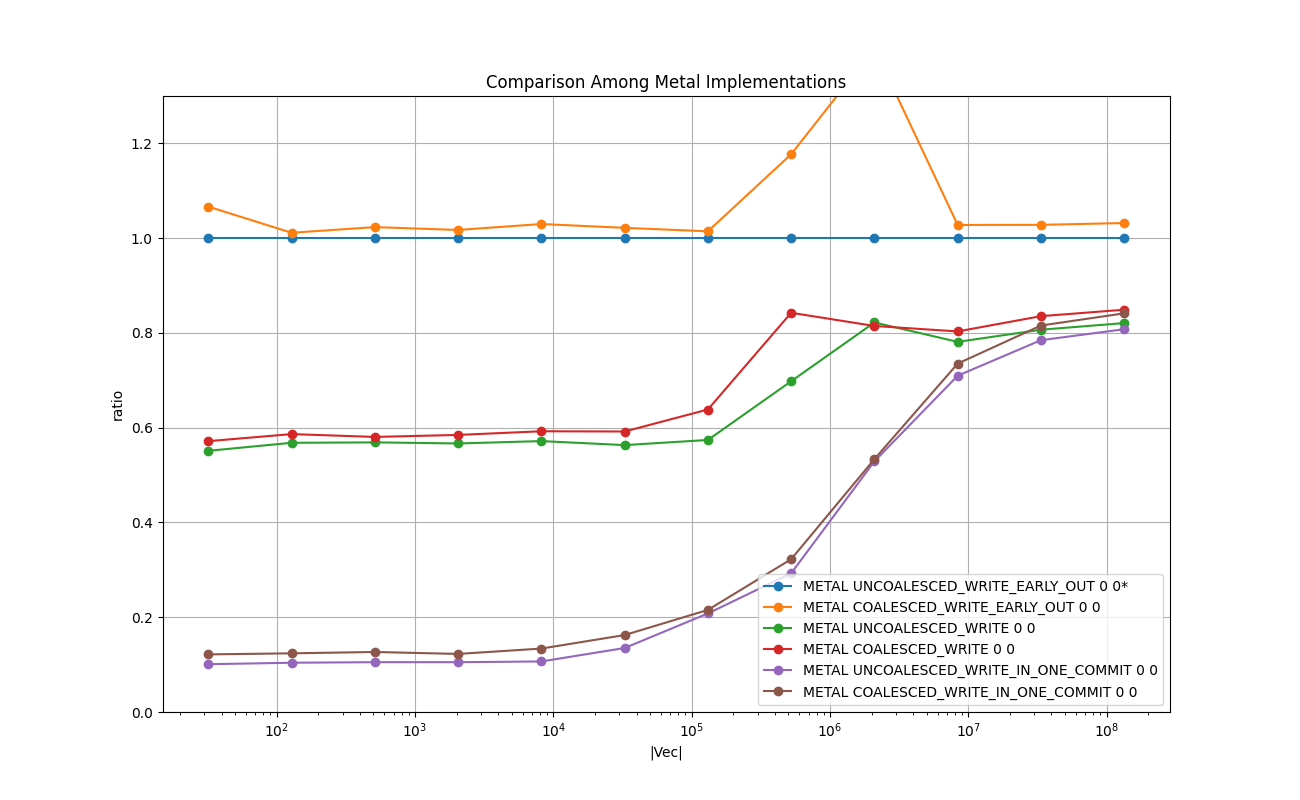 Comparison Among Metal Implementations
1.2
1.0
0.8
0.6
0.4
0.2
0.0
ratio
10²
10³
10⁴
10⁵
10⁶
10⁷
10⁸
|Vec|
METAL UNCOALESCED_WRITE_EARLY_OUT 0 0*
METAL COALESCED_WRITE_EARLY_OUT 0 0
METAL UNCOALESCED_WRITE 0 0
METAL COALESCED_WRITE 0 0
METAL UNCOALESCED_WRITE_IN_ONE_COMMIT 0 0
METAL COALESCED_WRITE_IN_ONE_COMMIT 0 0